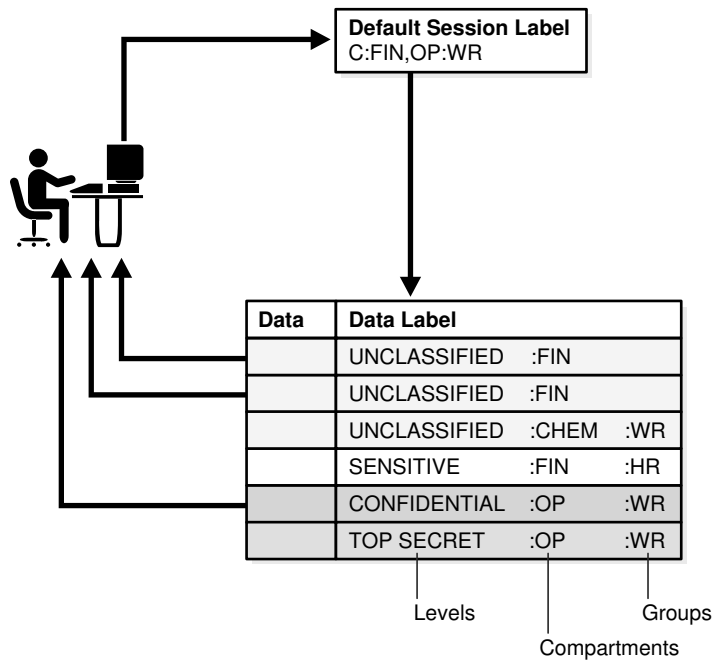 Default Session Label
C:FIN,OP:WR
Data Data Label
UNCLASSIFIED :FIN
UNCLASSIFIED :FIN
UNCLASSIFIED :CHEM :WR
SENSITIVE :FIN :HR
CONFIDENTIAL :OP :WR
TOP SECRET :OP :WR
Levels Groups
Compartments